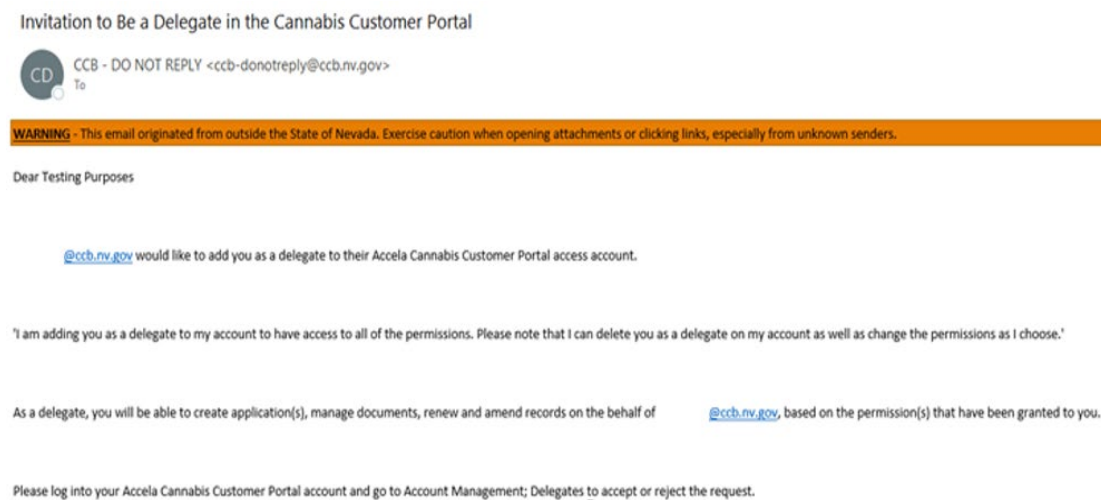 Invitation to Be a Delegate in the Cannabis Customer Portal
CD
CCB - DO NOT REPLY <ccb-donotreply@ccb.nv.gov>
To
WARNING - This email originated from outside the State of Nevada. Exercise caution when opening attachments or clicking links, especially from unknown senders.
Dear Testing Purposes
@ccb.nv.gov would like to add you as a delegate to their Accela Cannabis Customer Portal access account.
'I am adding you as a delegate to my account to have access to all of the permissions. Please note that I can delete you as a delegate on my account as well as change the permissions as I choose.'
As a delegate, you will be able to create application(s), manage documents, renew and amend records on the behalf of @ccb.nv.gov, based on the permission(s) that have been granted to you.
Please log into your Accela Cannabis Customer Portal account and go to Account Management; Delegates to accept or reject the request.